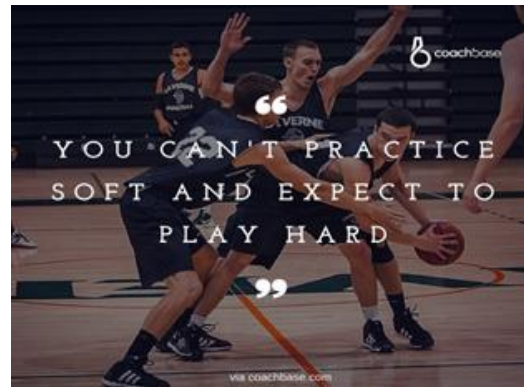 coachbase
“
YOU CAN'T PRACTICE
SOFT AND EXPECT TO
PLAY HARD
”
via coachbase.com